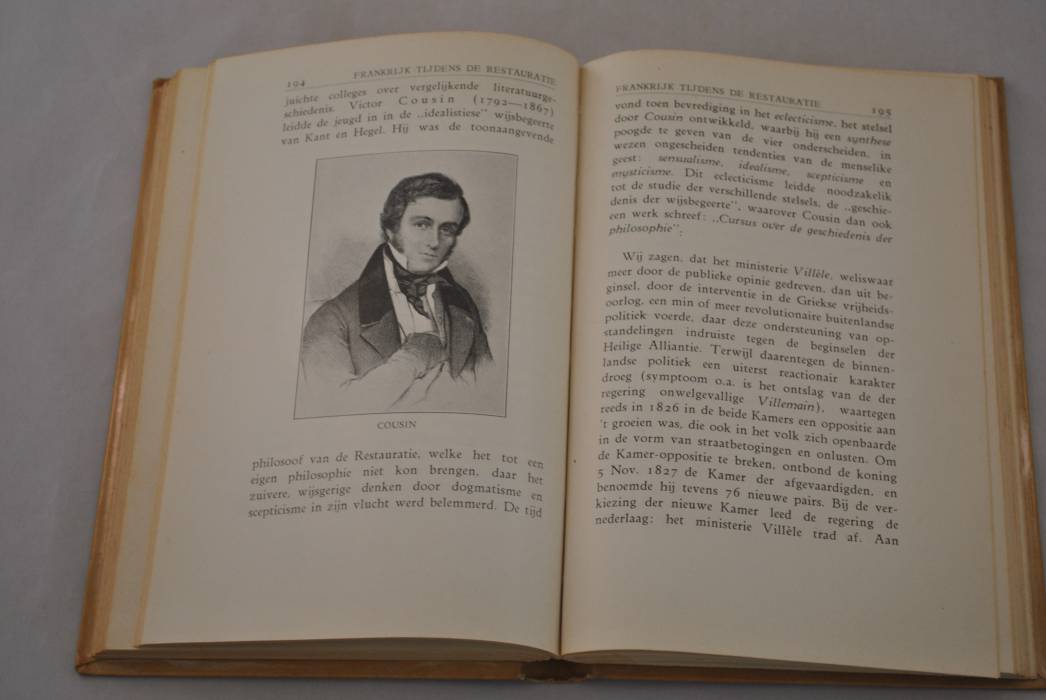 194 FRANKRIJK TIJDENS DE RESTAURATIE
juichte colleges over vergelijkende literatuurge-
schiedenis. Victor Cousin (1792—1867)
leidde de jeugd in in de „idealistiese” wijsbegeerte
van Kant en Hegel. Hij was de toonaangevende
COUSIN
philosoof van de Restauratie, welke het tot een
eigen philosophie niet kon brengen, daar het
zuivere, wijsgerige denken door dogmatisme en
scepticisme in zijn vlucht werd belemmerd. De tijd
FRANKRIJK TIJDENS DE RESTAURATIE 195
vond toen bevrediging in het eclecticisme, het stelsel
door Cousin ontwikkeld, waarbij hij een synthese
poogde te geven van de vier onderscheiden, in
wezen ongescheiden tendenties van de menselike
geest: sensualisme, idealisme, scepticisme en
mysticisme. Dit eclecticisme leidde noodzakelik
tot de studie der verschillende stelsels, de „geschie-
denis der wijsbegeerte”, waarover Cousin dan ook
een werk schreef: „Cursus over de geschiedenis der
philosophie”.
Wij zagen, dat het ministerie Villèle, weliswaar
meer door de publieke opinie gedreven, dan uit be-
ginsel, door de interventie in de Griekse vrijheids-
oorlog, een min of meer revolutionaire buitenlandse
politiek voerde, daar deze ondersteuning van op-
standelingen indruiste tegen de beginselen der
Heilige Alliantie. Terwijl daarentegen de binnen-
landse politiek een uiterst reactionair karakter
droeg (symptoom o.a. is het ontslag van de der
regering onwelgevallige Villemain), waartegen
reeds in 1826 in de beide Kamers een oppositie aan
't groeien was, die ook in het volk zich openbaarde
in de vorm van straatbetogingen en onlusten. Om
de Kamer-oppositie te breken, ontbond de koning
5 Nov. 1827 de Kamer der afgevaardigden, en
benoemde hij tevens 76 nieuwe pairs. Bij de ver-
kiezing der nieuwe Kamer leed de regering de
nederlaag: het ministerie Villèle trad af. Aan